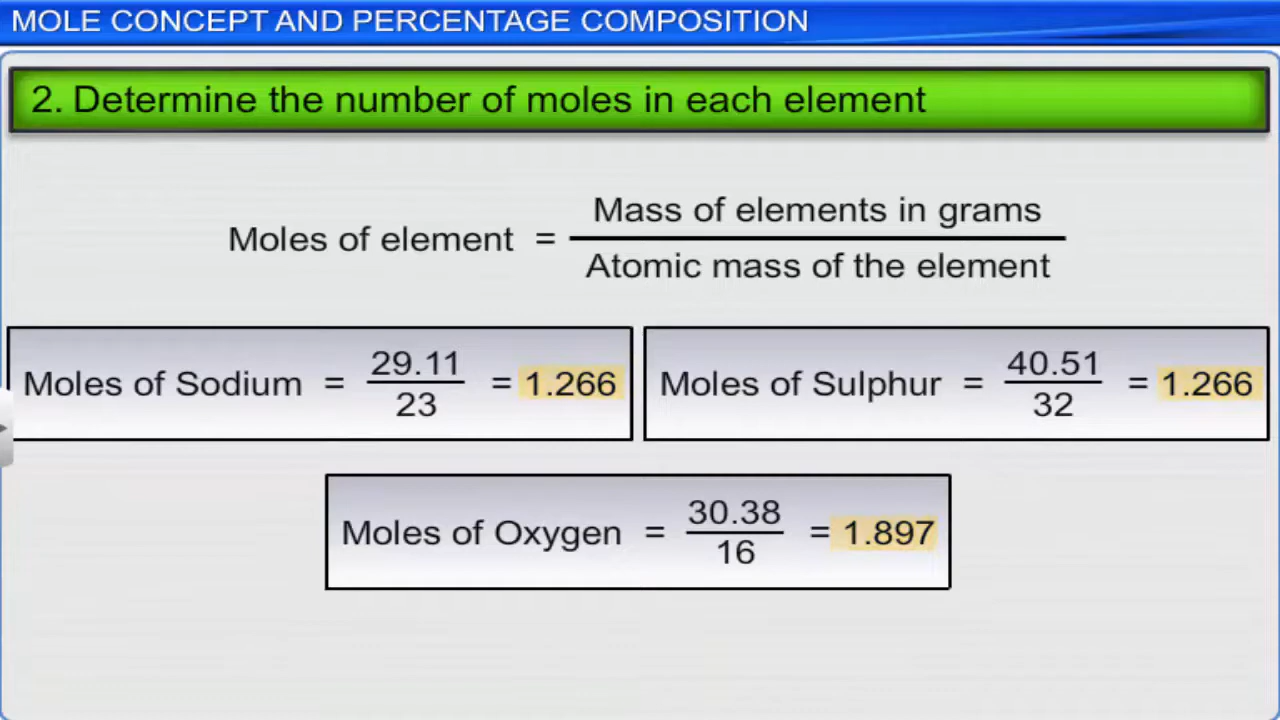 MOLE CONCEPT AND PERCENTAGE COMPOSITION
2. Determine the number of moles in each element
Moles of element = Mass of elements in grams / Atomic mass of the element
Moles of Sodium = 29.11 / 23 = 1.266
Moles of Sulphur = 40.51 / 32 = 1.266
Moles of Oxygen = 30.38 / 16 = 1.897